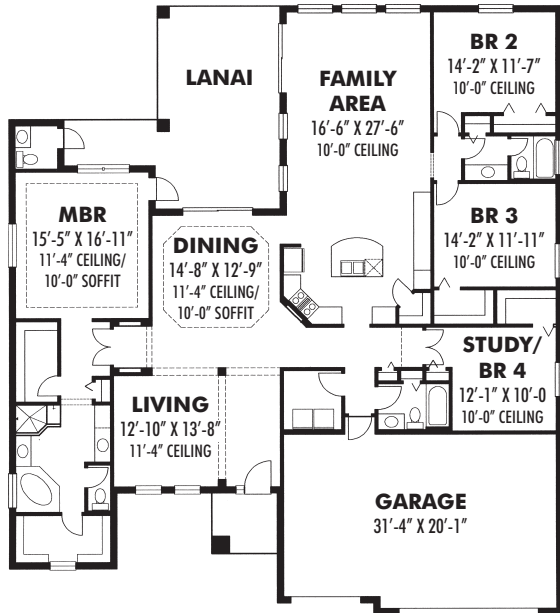 LANAI
FAMILY
AREA
16'-6" X 27'-6"
10'-0" CEILING
BR 2
14'-2" X 11'-7"
10'-0" CEILING
MBR
15'-5" X 16'-11"
11'-4" CEILING/
10'-0" SOFFIT
DINING
14'-8" X 12'-9"
11'-4" CEILING/
10'-0" SOFFIT
BR 3
14'-2" X 11'-11"
10'-0" CEILING
STUDY/
BR 4
12'-1" X 10'-0
10'-0" CEILING
LIVING
12'-10" X 13'-8"
11'-4" CEILING
GARAGE
31'-4" X 20'-1"